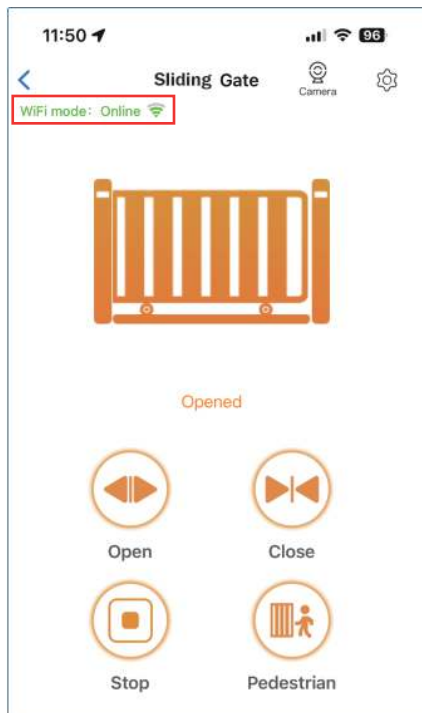 11:50
96
Sliding Gate
Camera
WiFi mode: Online
Opened
Open
Close
Stop
Pedestrian